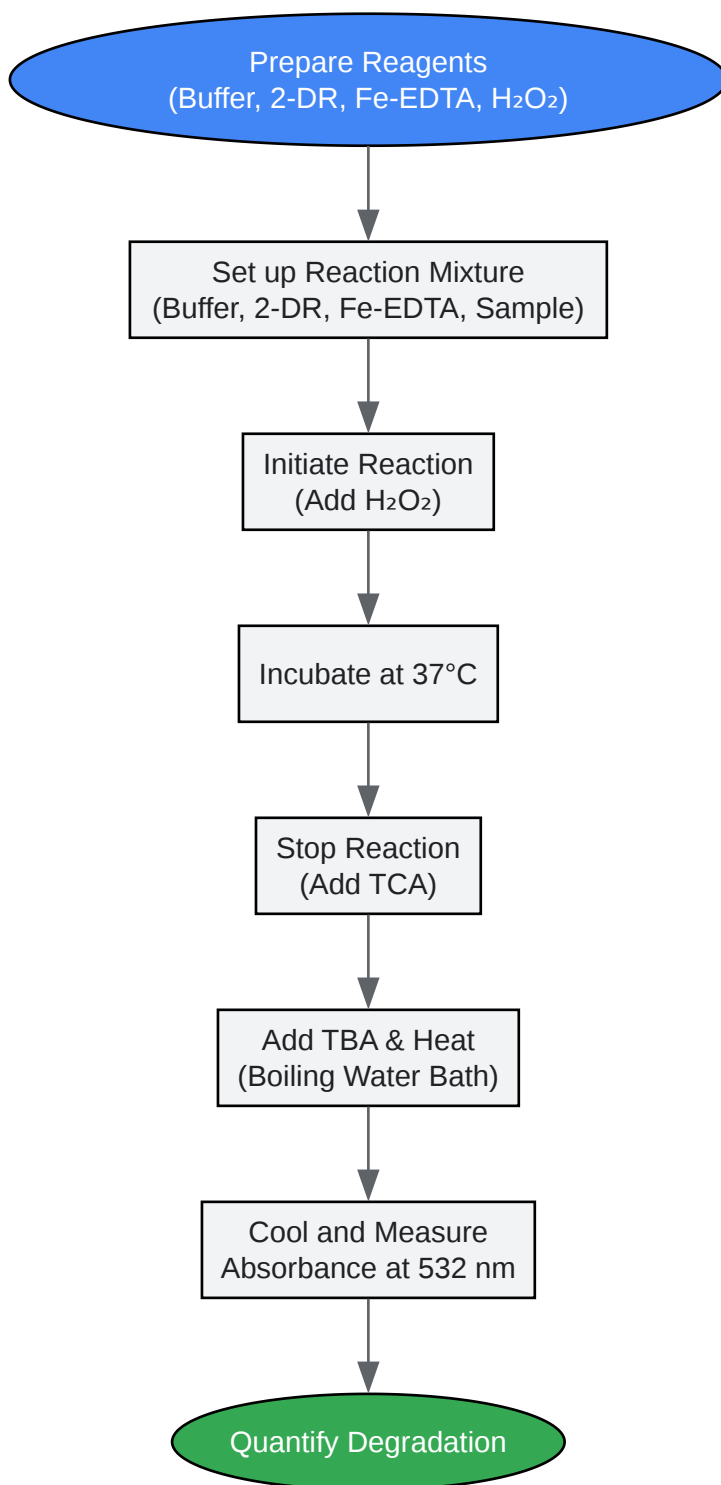 Prepare Reagents
(Buffer, 2-DR, Fe-EDTA, H₂O₂)
Set up Reaction Mixture
(Buffer, 2-DR, Fe-EDTA, Sample)
Initiate Reaction
(Add H₂O₂)
Incubate at 37°C
Stop Reaction
(Add TCA)
Add TBA & Heat
(Boiling Water Bath)
Cool and Measure
Absorbance at 532 nm
Quantify Degradation